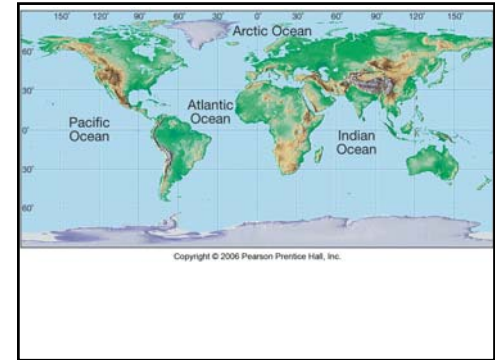 150° 120° 90° 60° 30° 0° 30° 60° 90° 120° 150°
Arctic Ocean
60°
30°
Atlantic
Ocean
Pacific
Ocean
0°
Indian
Ocean
30°
60°
Copyright © 2006 Pearson Prentice Hall, Inc.